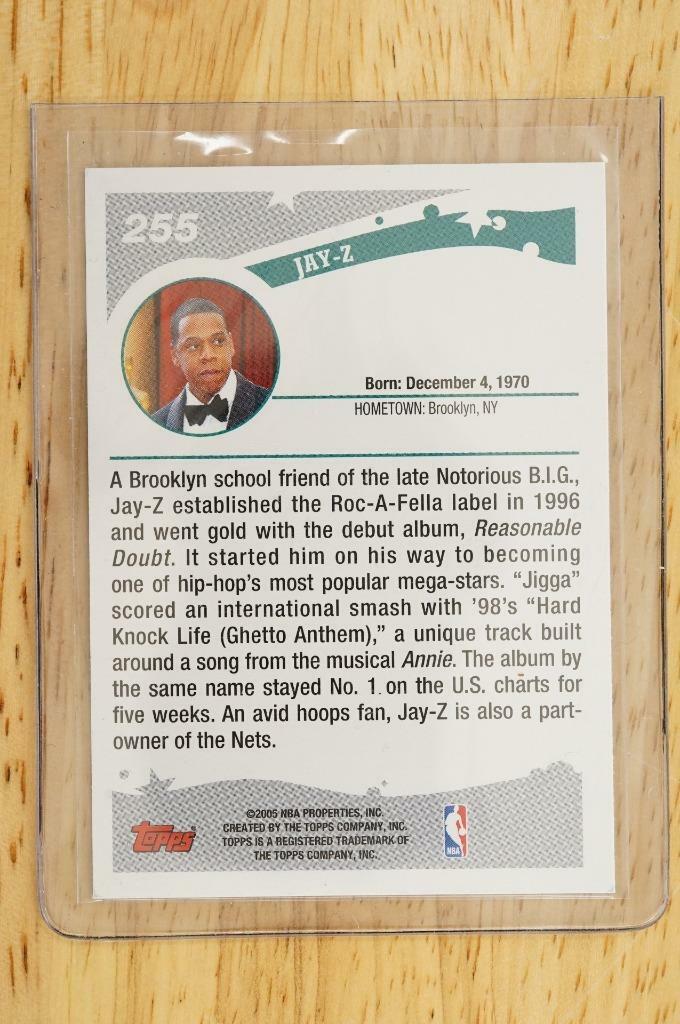 255
JAY-Z
Born: December 4, 1970
HOMETOWN: Brooklyn, NY
A Brooklyn school friend of the late Notorious B.I.G.,
Jay-Z established the Roc-A-Fella label in 1996
and went gold with the debut album, Reasonable
Doubt. It started him on his way to becoming
one of hip-hop's most popular mega-stars. “Jigga”
scored an international smash with '98's “Hard
Knock Life (Ghetto Anthem),” a unique track built
around a song from the musical Annie. The album by
the same name stayed No. 1 on the U.S. charts for
five weeks. An avid hoops fan, Jay-Z is also a part-
owner of the Nets.
Topps
©2005 NBA PROPERTIES, INC.
CREATED BY THE TOPPS COMPANY, INC.
TOPPS IS A REGISTERED TRADEMARK OF
THE TOPPS COMPANY, INC.
NBA